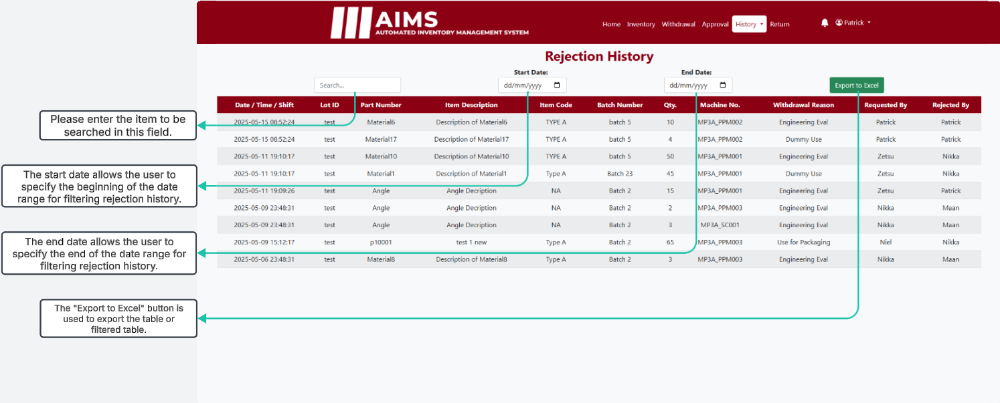 AIMS
AUTOMATED INVENTORY MANAGEMENT SYSTEM
Home Inventory Withdrawal Approval History Return Patrick
Rejection History
Start Date: End Date:
Search... dd/mm/yyyy dd/mm/yyyy Export to Excel
Date / Time / Shift Lot ID Part Number Item Description Item Code Batch Number Qty. Machine No. Withdrawal Reason Requested By Rejected By
2025-05-15 08:52:24 test Material6 Description of Material6 TYPE A batch 5 10 MP3A_PPM002 Engineering Eval Patrick Patrick
2025-05-15 08:52:24 test Material17 Description of Material17 TYPE A batch 5 4 MP3A_PPM002 Dummy Use Patrick Patrick
2025-05-11 19:10:17 test Material10 Description of Material10 TYPE A batch 5 50 MP3A_PPM001 Engineering Eval Zetsu Nikka
2025-05-11 19:10:17 test Material1 Description of Material1 Type A Batch 23 45 MP3A_PPM001 Dummy Use Zetsu Nikka
2025-05-11 19:09:26 test Angle Angle Decription NA Batch 2 15 MP3A_PPM001 Engineering Eval Zetsu Patrick
2025-05-09 23:48:31 test Angle Angle Decription NA Batch 2 2 MP3A_PPM003 Engineering Eval Nikka Maan
2025-05-09 23:48:31 test Angle Angle Decription NA Batch 2 3 MP3A_SC001 Engineering Eval Nikka Maan
2025-05-09 15:12:17 test p10001 test 1 new Type A Batch 2 65 MP3A_PPM003 Use for Packaging Niel Nikka
2025-05-06 23:48:31 test Material8 Description of Material8 Type A Batch 2 3 MP3A_PPM003 Engineering Eval Nikka Maan
Please enter the item to be
searched in this field.
The start date allows the user to
specify the beginning of the date
range for filtering rejection history.
The end date allows the user to
specify the end of the date range for
filtering rejection history.
The "Export to Excel" button is
used to export the table or
filtered table.